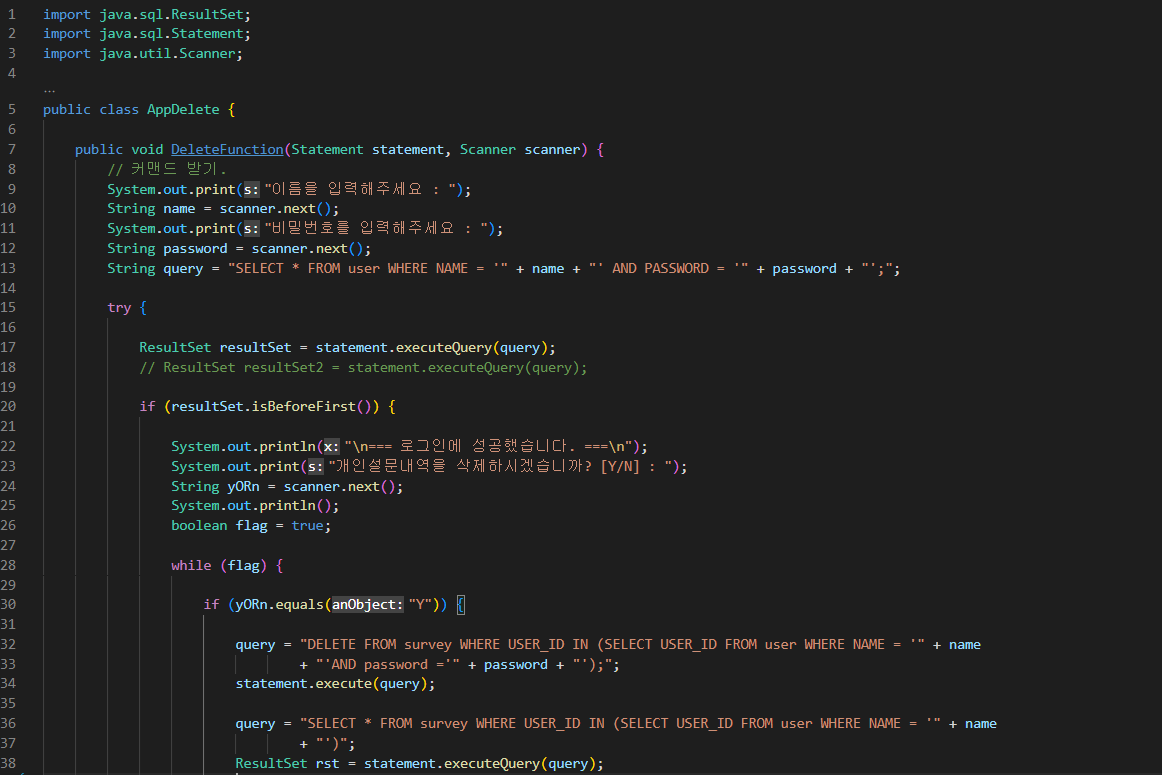 1 import java.sql.ResultSet;
2 import java.sql.Statement;
3 import java.util.Scanner;
4
...
5 public class AppDelete {
6
7 public void DeleteFunction(Statement statement, Scanner scanner) {
8 // 커맨드 받기.
9 System.out.print(s: "이름을 입력해주세요 : ");
10 String name = scanner.next();
11 System.out.print(s: "비밀번호를 입력해주세요 : ");
12 String password = scanner.next();
13 String query = "SELECT * FROM user WHERE NAME = '" + name + "' AND PASSWORD = '" + password + "';";
14
15 try {
16
17 ResultSet resultSet = statement.executeQuery(query);
18 // ResultSet resultSet2 = statement.executeQuery(query);
19
20 if (resultSet.isBeforeFirst()) {
21
22 System.out.println(x: "\n=== 로그인에 성공했습니다. ===\n");
23 System.out.print(s: "개인설문내역을 삭제하시겠습니까? [Y/N] : ");
24 String yORn = scanner.next();
25 System.out.println();
26 boolean flag = true;
27
28 while (flag) {
29
30 if (yORn.equals(anObject: "Y")) {
31
32 query = "DELETE FROM survey WHERE USER_ID IN (SELECT USER_ID FROM user WHERE NAME = '" + name
33 + "'AND password ='" + password + "');";
34 statement.execute(query);
35
36 query = "SELECT * FROM survey WHERE USER_ID IN (SELECT USER_ID FROM user WHERE NAME = '" + name
37 + "')";
38 ResultSet rst = statement.executeQuery(query);